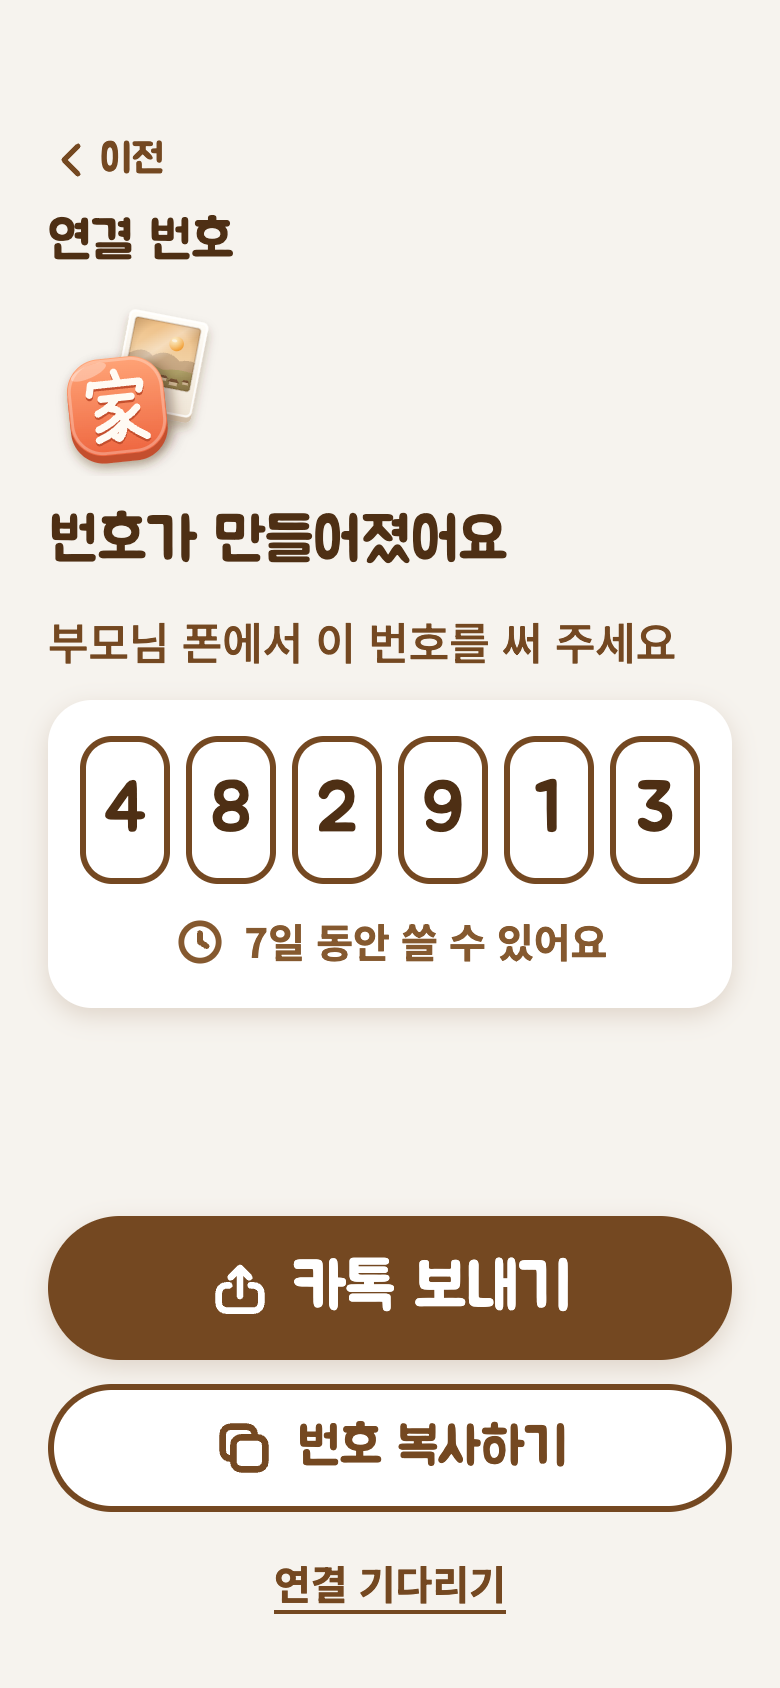 이전
연결 번호
家
번호가 만들어졌어요
부모님 폰에서 이 번호를 써 주세요
4 8 2 9 1 3
7일 동안 쓸 수 있어요
카톡 보내기
번호 복사하기
연결 기다리기